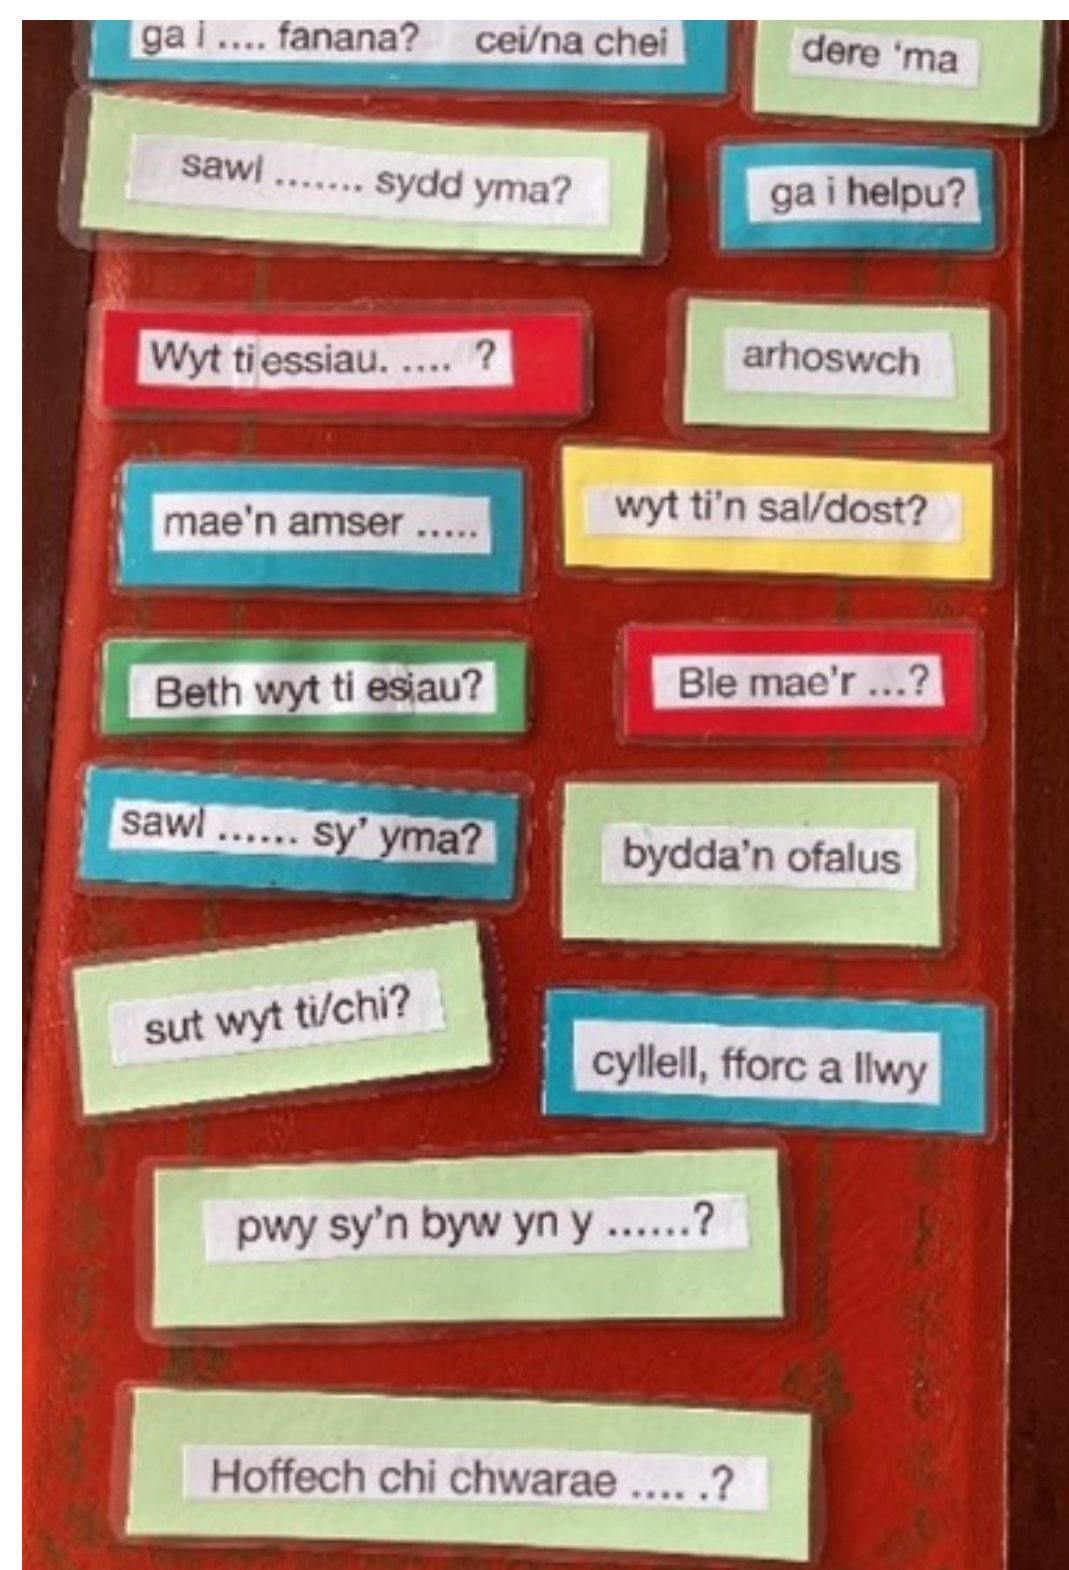 ga i .... fanana? cei/na chei
dere 'ma
sawl ....... sydd yma?
ga i helpu?
Wyt ti essiau. .... ?
arhoswch
mae'n amser .....
wyt ti'n sal/dost?
Beth wyt ti esiau?
Ble mae'r ...?
sawl ...... sy' yma?
bydda'n ofalus
sut wyt ti/chi?
cyllell, fforc a llwy
pwy sy'n byw yn y ......?
Hoffech chi chwarae .... .?